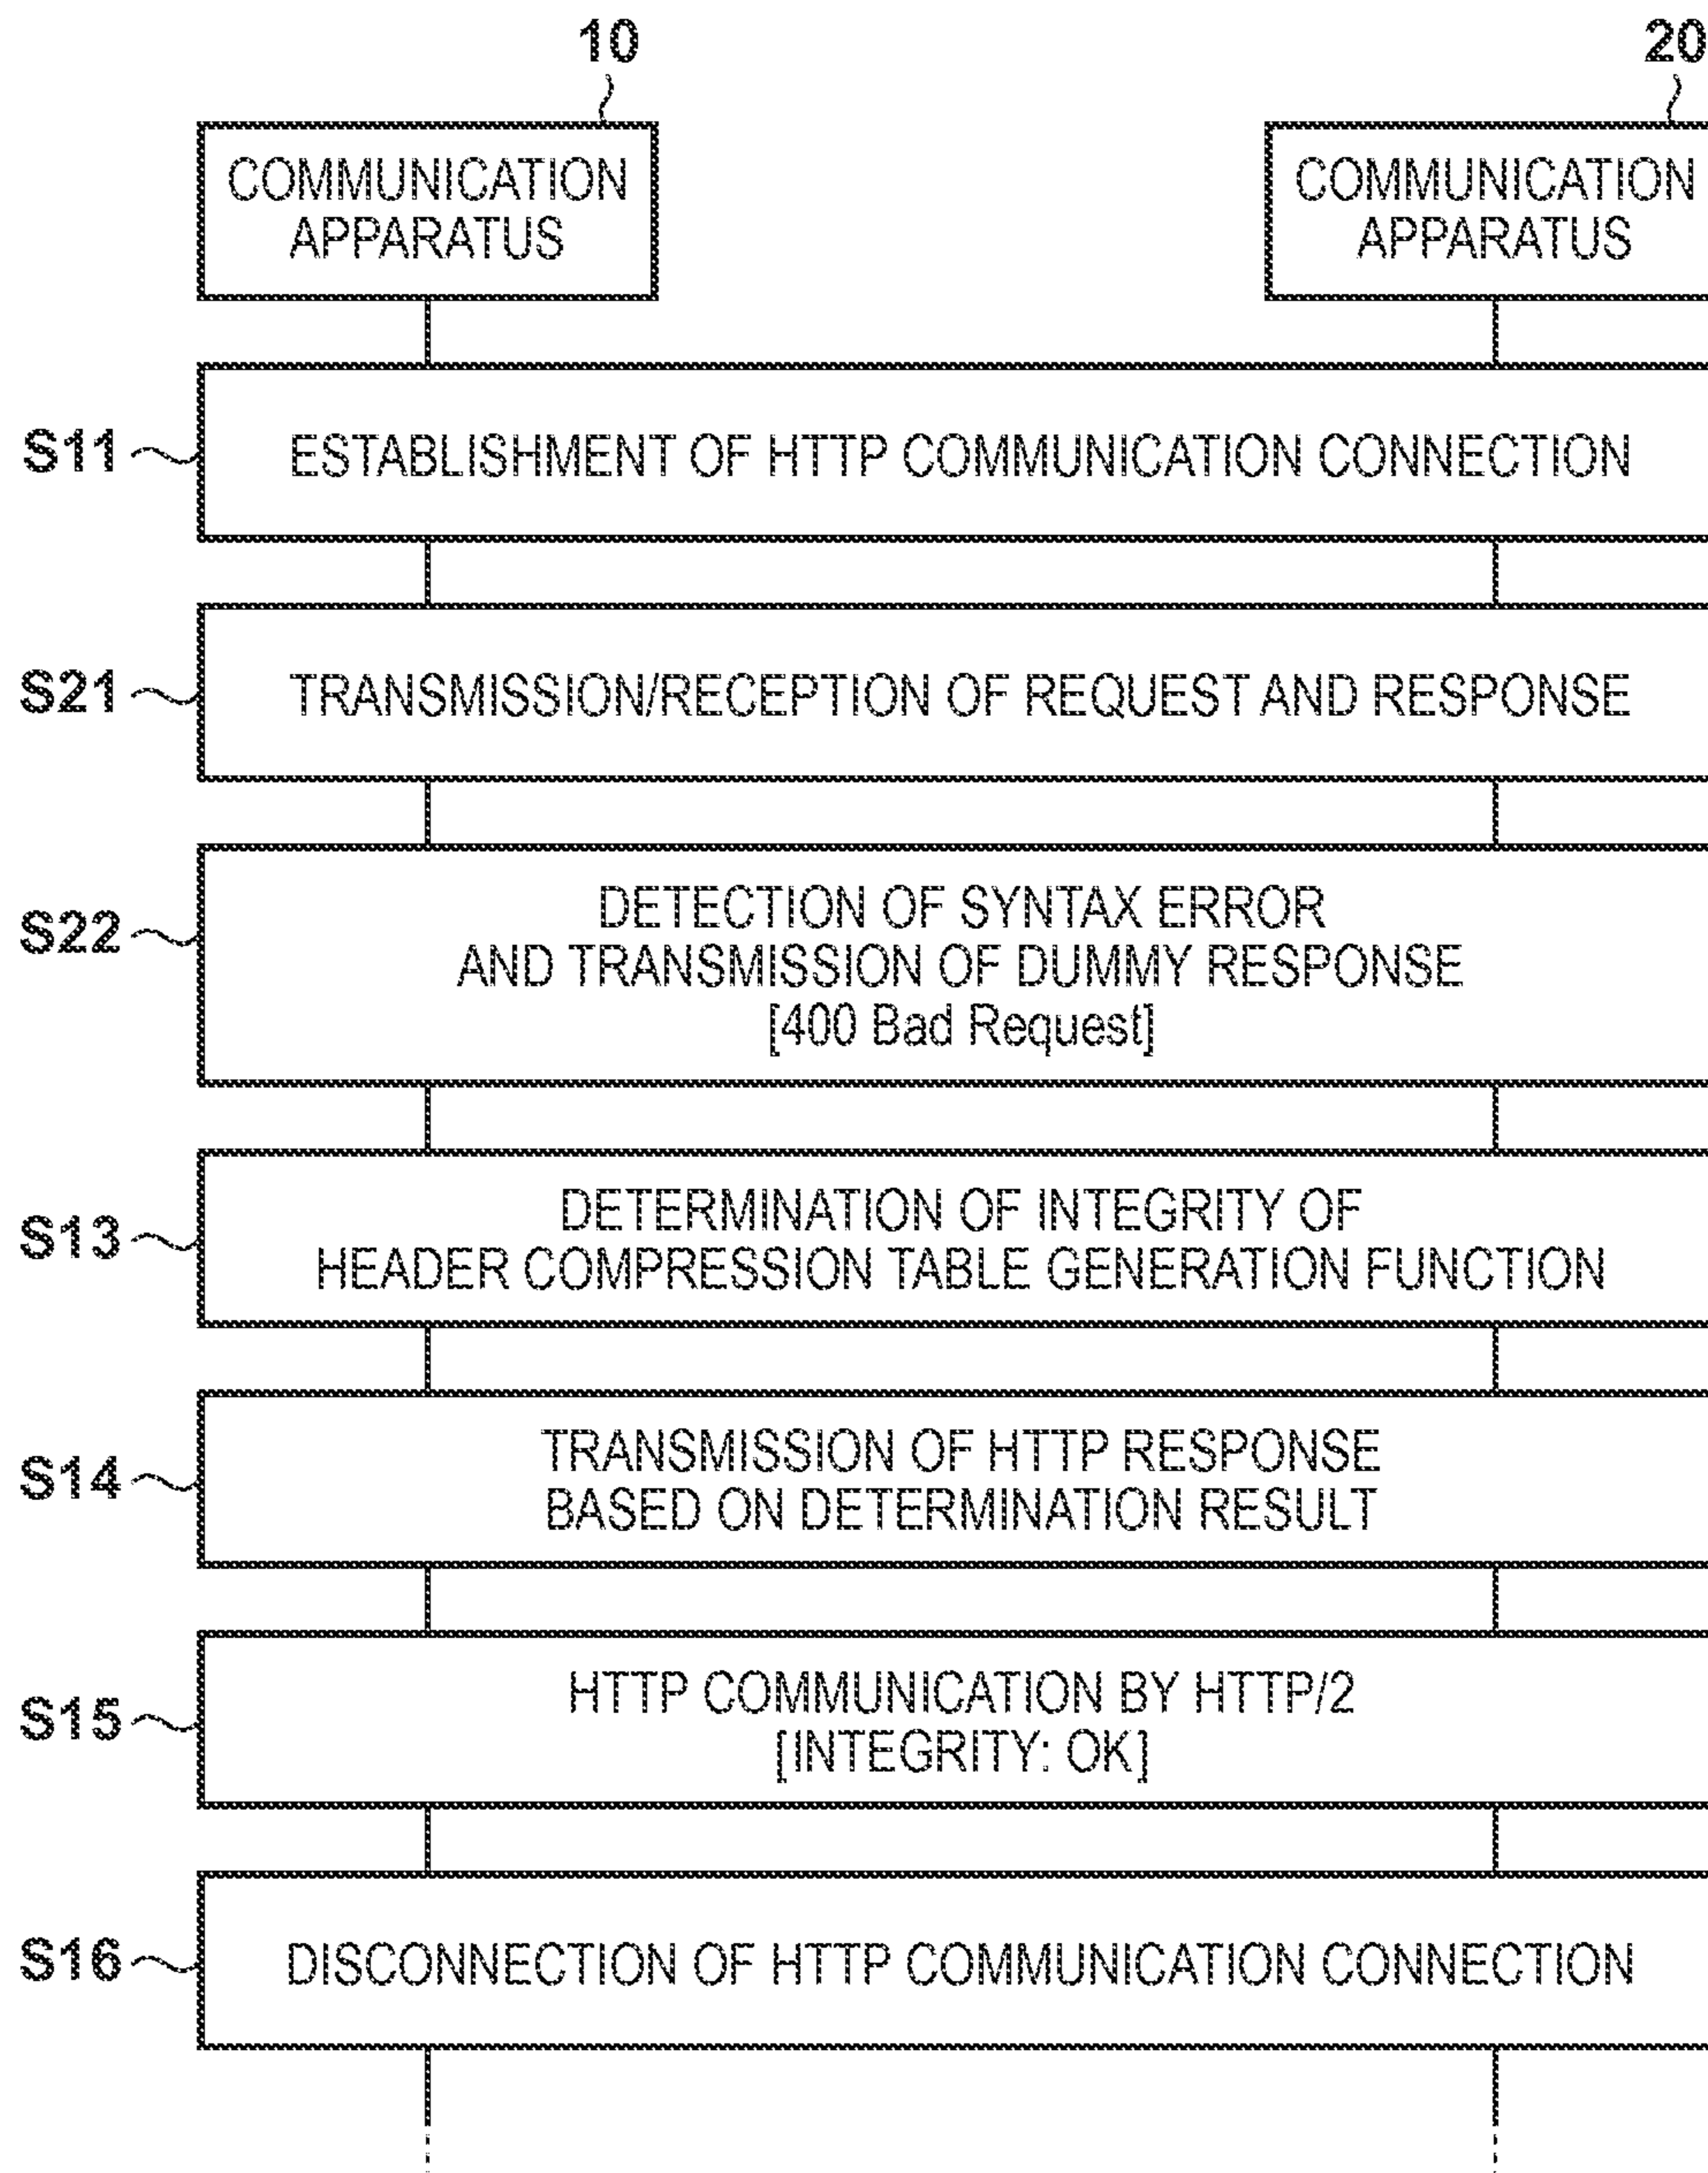 10
20
COMMUNICATION
APPARATUS
COMMUNICATION
APPARATUS
S11
ESTABLISHMENT OF HTTP COMMUNICATION CONNECTION
S21
TRANSMISSION/RECEPTION OF REQUEST AND RESPONSE
S22
DETECTION OF SYNTAX ERROR
AND TRANSMISSION OF DUMMY RESPONSE
[400 Bad Request]
S13
DETERMINATION OF INTEGRITY OF
HEADER COMPRESSION TABLE GENERATION FUNCTION
S14
TRANSMISSION OF HTTP RESPONSE
BASED ON DETERMINATION RESULT
S15
HTTP COMMUNICATION BY HTTP/2
[INTEGRITY: OK]
S16
DISCONNECTION OF HTTP COMMUNICATION CONNECTION